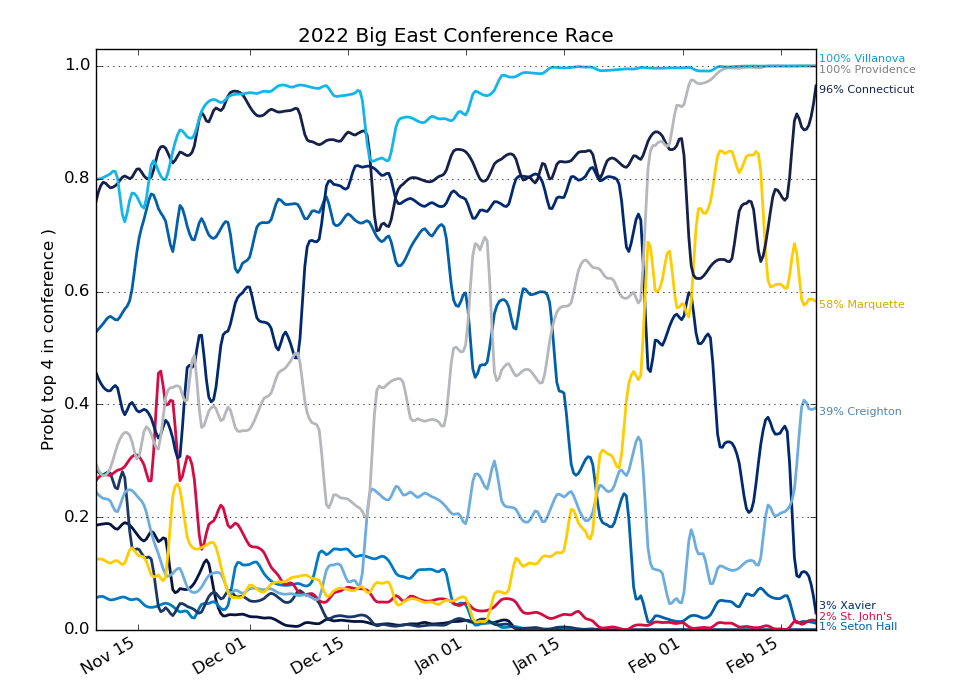 2022 Big East Conference Race
Prob( top 4 in conference )
1.0
0.8
0.6
0.4
0.2
0.0
Nov 15
Dec 01
Dec 15
Jan 01
Jan 15
Feb 01
Feb 15
100% Villanova
100% Providence
96% Connecticut
58% Marquette
39% Creighton
3% Xavier
2% St. John's
1% Seton Hall